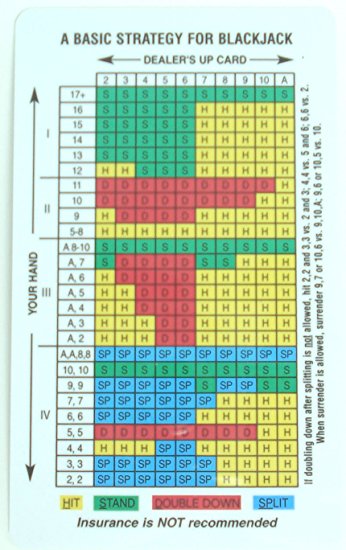 A BASIC STRATEGY FOR BLACKJACK
DEALER'S UP CARD
2 3 4 5 6 7 8 9 10 A
YOUR HAND
I
17+ S S S S S S S S S S
16 S S S S S H H H H H
15 S S S S S H H H H H
14 S S S S S H H H H H
13 S S S S S H H H H H
12 H H S S S H H H H H
II
11 D D D D D D D D D H
10 D D D D D D D D H H
9 H D D D D H H H H H
5-8 H H H H H H H H H H
III
A 8-10 S S S S S S S S S S
A, 7 S D D D D S S H H H
A, 6 H D D D D H H H H H
A, 5 H H D D D H H H H H
A, 4 H H D D D H H H H H
A, 3 H H H D D H H H H H
A, 2 H H H D D H H H H H
IV
A,A,8,8 SP SP SP SP SP SP SP SP SP SP
10, 10 S S S S S S S S S S
9, 9 SP SP SP SP SP S SP SP S S
7, 7 SP SP SP SP SP SP H H H H
6, 6 SP SP SP SP SP H H H H H
5, 5 D D D D D D D D H H
4, 4 H H H SP SP H H H H H
3, 3 SP SP SP SP SP SP H H H H
2, 2 SP SP SP SP SP SP H H H H
If doubling down after splitting is not allowed, hit 2,2 and 3,3 vs. 2 and 3; 4,4 vs. 5 and 6; 6,6 vs. 2.
When surrender is allowed, surrender 9,7 or 10,6 vs. 9,10,A; 9,6 or 10,5 vs. 10.
HIT STAND DOUBLE DOWN SPLIT
Insurance is NOT recommended